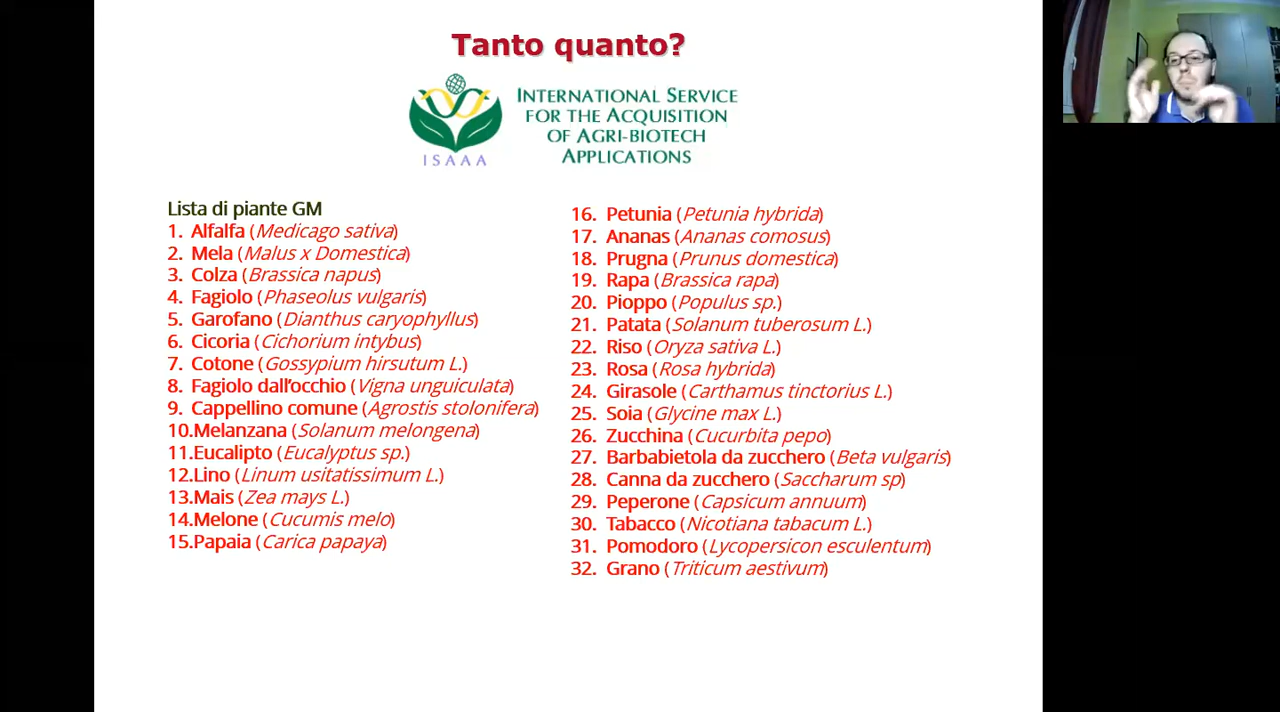 Tanto quanto?
INTERNATIONAL SERVICE
FOR THE ACQUISITION
OF AGRI-BIOTECH
APPLICATIONS
ISAAA
Lista di piante GM
1. Alfalfa (Medicago sativa)
2. Mela (Malus x Domestica)
3. Colza (Brassica napus)
4. Fagiolo (Phaseolus vulgaris)
5. Garofano (Dianthus caryophyllus)
6. Cicoria (Cichorium intybus)
7. Cotone (Gossypium hirsutum L.)
8. Fagiolo dall'occhio (Vigna unguiculata)
9. Cappellino comune (Agrostis stolonifera)
10.Melanzana (Solanum melongena)
11.Eucalipto (Eucalyptus sp.)
12.Lino (Linum usitatissimum L.)
13.Mais (Zea mays L.)
14.Melone (Cucumis melo)
15.Papaia (Carica papaya)
16. Petunia (Petunia hybrida)
17. Ananas (Ananas comosus)
18. Prugna (Prunus domestica)
19. Rapa (Brassica rapa)
20. Pioppo (Populus sp.)
21. Patata (Solanum tuberosum L.)
22. Riso (Oryza sativa L.)
23. Rosa (Rosa hybrida)
24. Girasole (Carthamus tinctorius L.)
25. Soia (Glycine max L.)
26. Zucchina (Cucurbita pepo)
27. Barbabietola da zucchero (Beta vulgaris)
28. Canna da zucchero (Saccharum sp)
29. Peperone (Capsicum annuum)
30. Tabacco (Nicotiana tabacum L.)
31. Pomodoro (Lycopersicon esculentum)
32. Grano (Triticum aestivum)